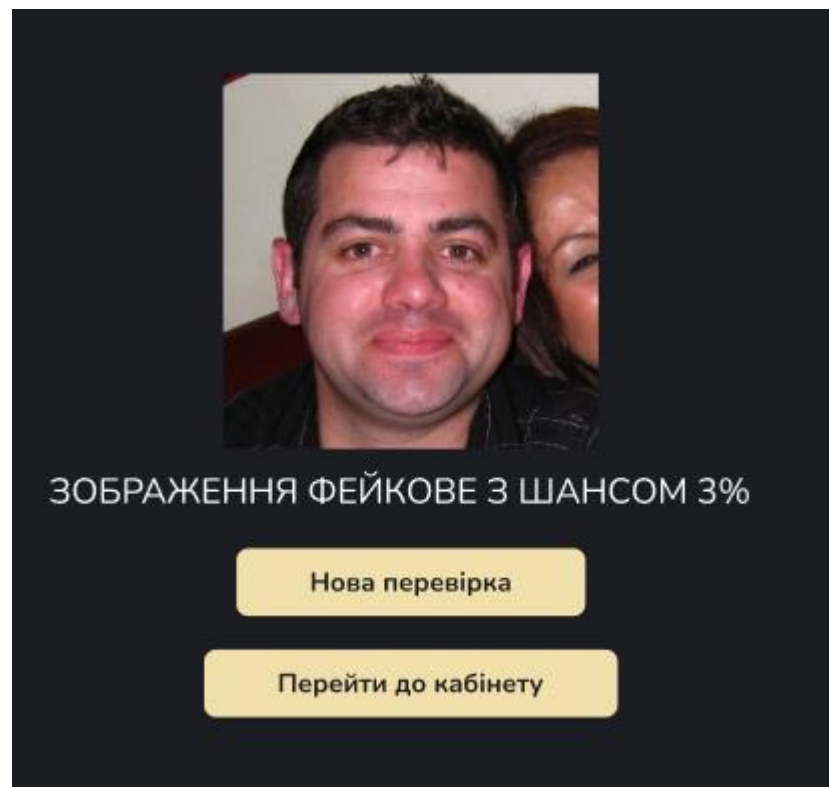 ЗОБРАЖЕННЯ ФЕЙКОВЕ З ШАНСОМ 3%
Нова перевірка
Перейти до кабінету